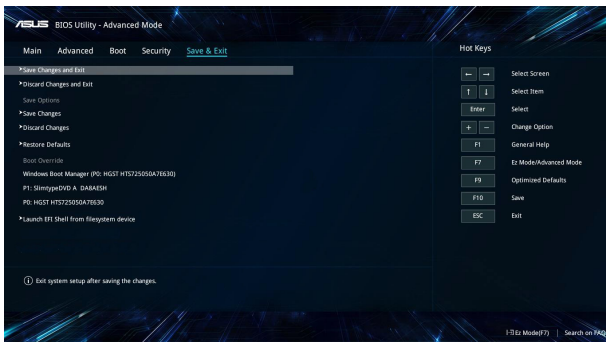 ASUS BIOS Utility - Advanced Mode
Main Advanced Boot Security Save & Exit
Hot Keys
Save Changes and Exit
Discard Changes and Exit
Save Options
Save Changes
Discard Changes
Restore Defaults
Boot Override
Windows Boot Manager (P0: HGST HTS725050A7E630)
P1: SlimtypeDVD A DA8AESH
P0: HGST HTS725050A7E630
Launch EFI Shell from filesystem device
← → Select Screen
↑ ↓ Select Item
Enter Select
+ − Change Option
F1 General Help
F7 Ez Mode/Advanced Mode
F9 Optimized Defaults
F10 Save
ESC Exit
Exit system setup after saving the changes.
Ez Mode(F7) | Search on FAQ